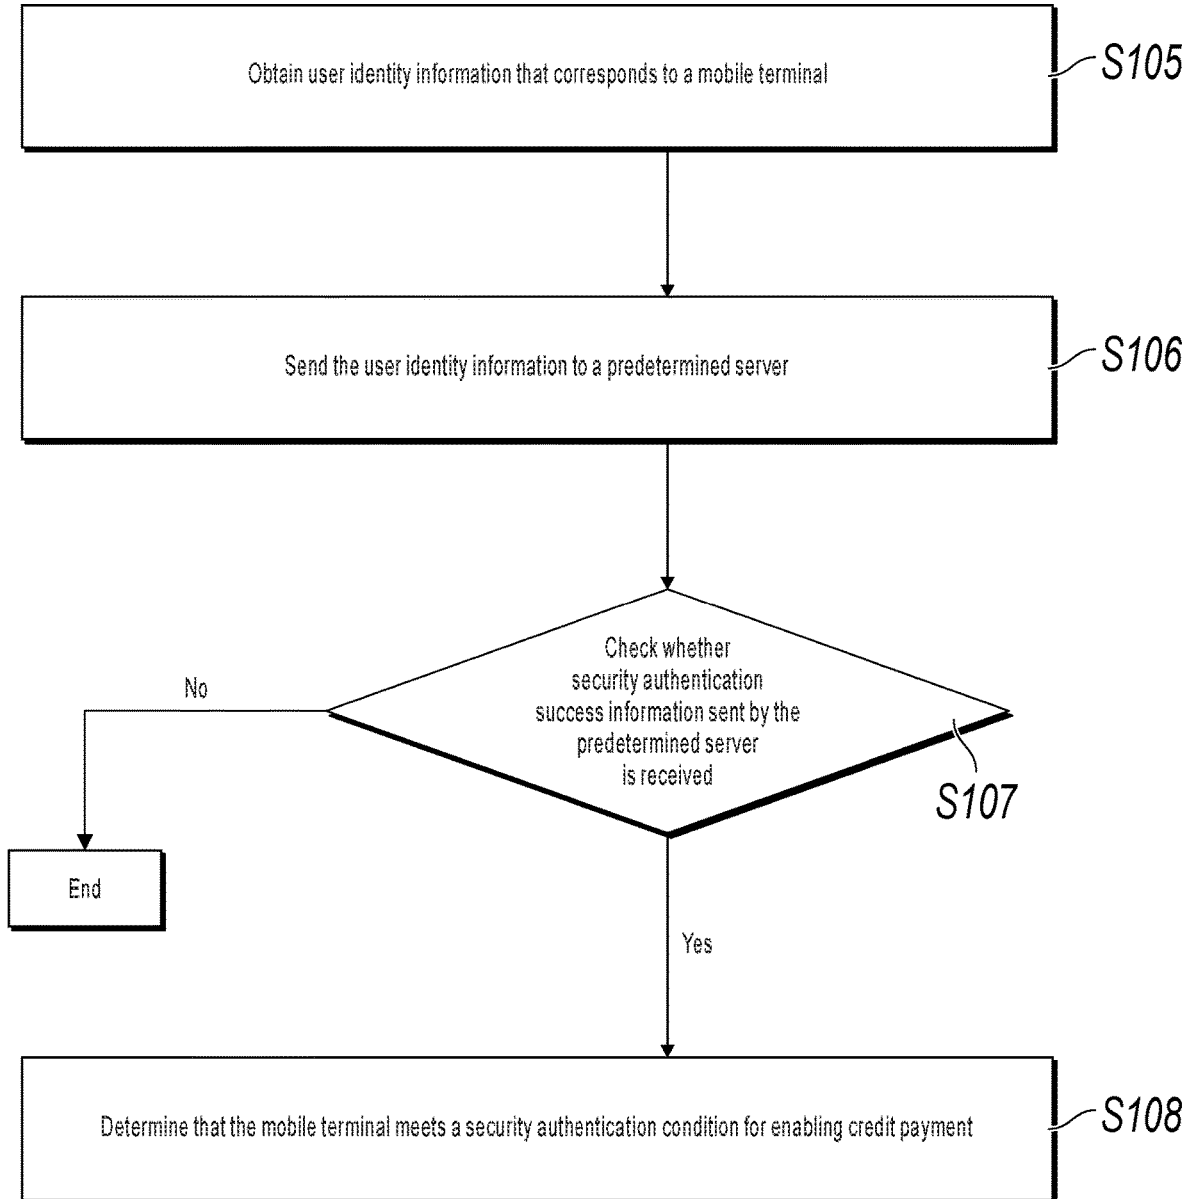 Obtain user identity information that corresponds to a mobile terminal
S105
Send the user identity information to a predetermined server
S106
Check whether
security authentication
success information sent by the
predetermined server
is received
S107
No
End
Yes
Determine that the mobile terminal meets a security authentication condition for enabling credit payment
S108